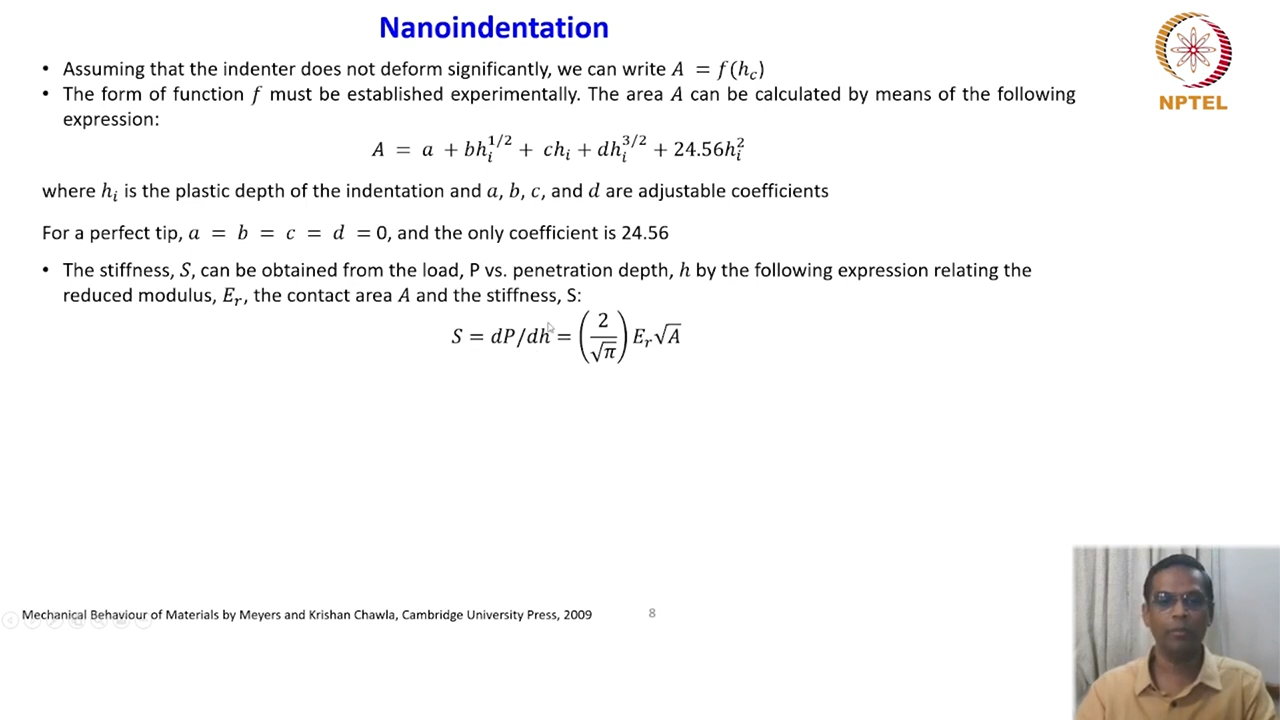 Nanoindentation
• Assuming that the indenter does not deform significantly, we can write A = f(h_c)
• The form of function f must be established experimentally. The area A can be calculated by means of the following
expression:
A = a + bh_i^{1/2} + ch_i + dh_i^{3/2} + 24.56h_i^2
where h_i is the plastic depth of the indentation and a, b, c, and d are adjustable coefficients
For a perfect tip, a = b = c = d = 0, and the only coefficient is 24.56
• The stiffness, S, can be obtained from the load, P vs. penetration depth, h by the following expression relating the
reduced modulus, E_r, the contact area A and the stiffness, S:
S = dP/dh = (2/√π) E_r√A
Mechanical Behaviour of Materials by Meyers and Krishan Chawla, Cambridge University Press, 2009
8
NPTEL